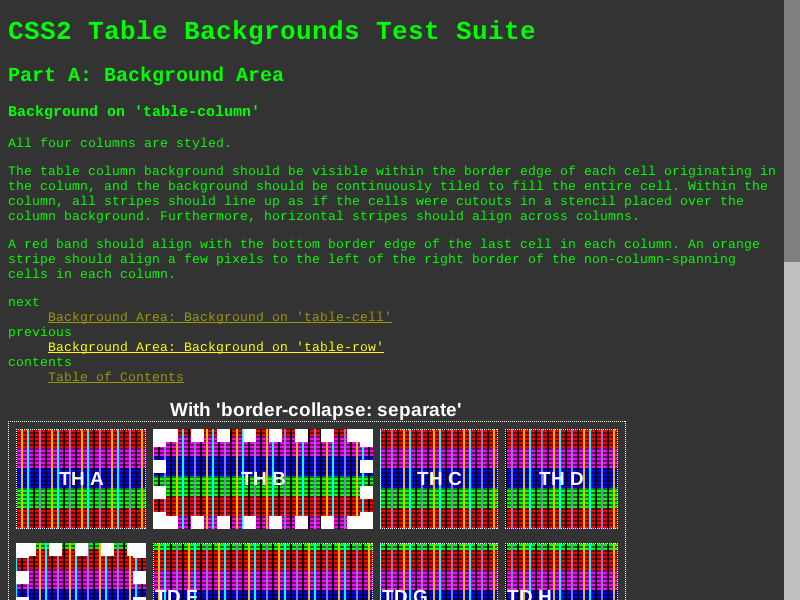 CSS2 Table Backgrounds Test Suite
Part A: Background Area
Background on 'table-column'
All four columns are styled.
The table column background should be visible within the border edge of each cell originating in
the column, and the background should be continuously tiled to fill the entire cell. Within the
column, all stripes should line up as if the cells were cutouts in a stencil placed over the
column background. Furthermore, horizontal stripes should align across columns.
A red band should align with the bottom border edge of the last cell in each column. An orange
stripe should align a few pixels to the left of the right border of the non-column-spanning
cells in each column.
next
Background Area: Background on 'table-cell'
previous
Background Area: Background on 'table-row'
contents
Table of Contents
With 'border-collapse: separate'
TH A TH B TH C TH D
TD F TD G TD H